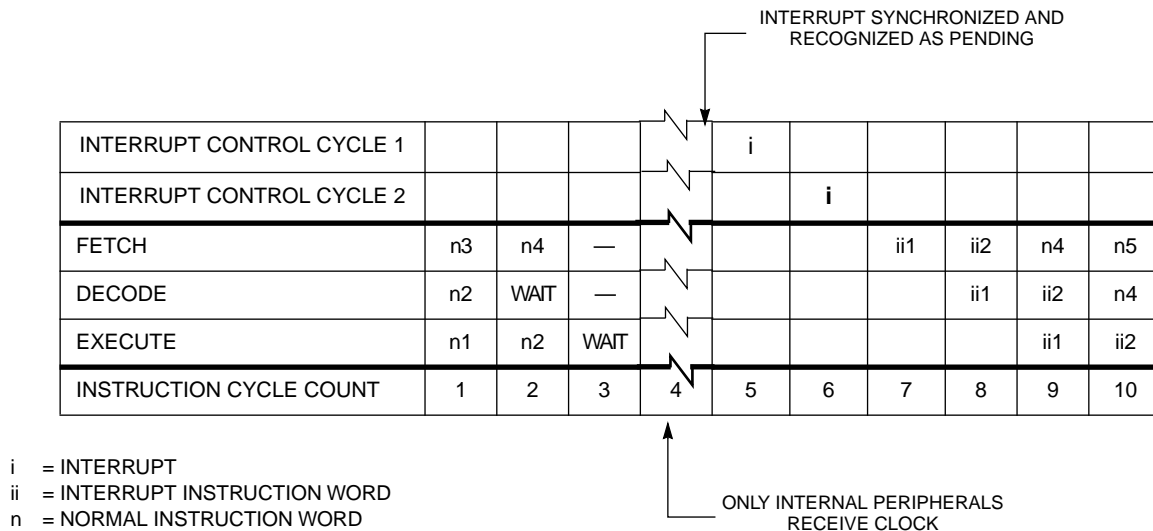 INTERRUPT SYNCHRONIZED AND
RECOGNIZED AS PENDING
INTERRUPT CONTROL CYCLE 1 i
INTERRUPT CONTROL CYCLE 2 i
FETCH n3 n4 — ii1 ii2 n4 n5
DECODE n2 WAIT — ii1 ii2 n4
EXECUTE n1 n2 WAIT ii1 ii2
INSTRUCTION CYCLE COUNT 1 2 3 4 5 6 7 8 9 10
i = INTERRUPT
ii = INTERRUPT INSTRUCTION WORD
n = NORMAL INSTRUCTION WORD
ONLY INTERNAL PERIPHERALS
RECEIVE CLOCK